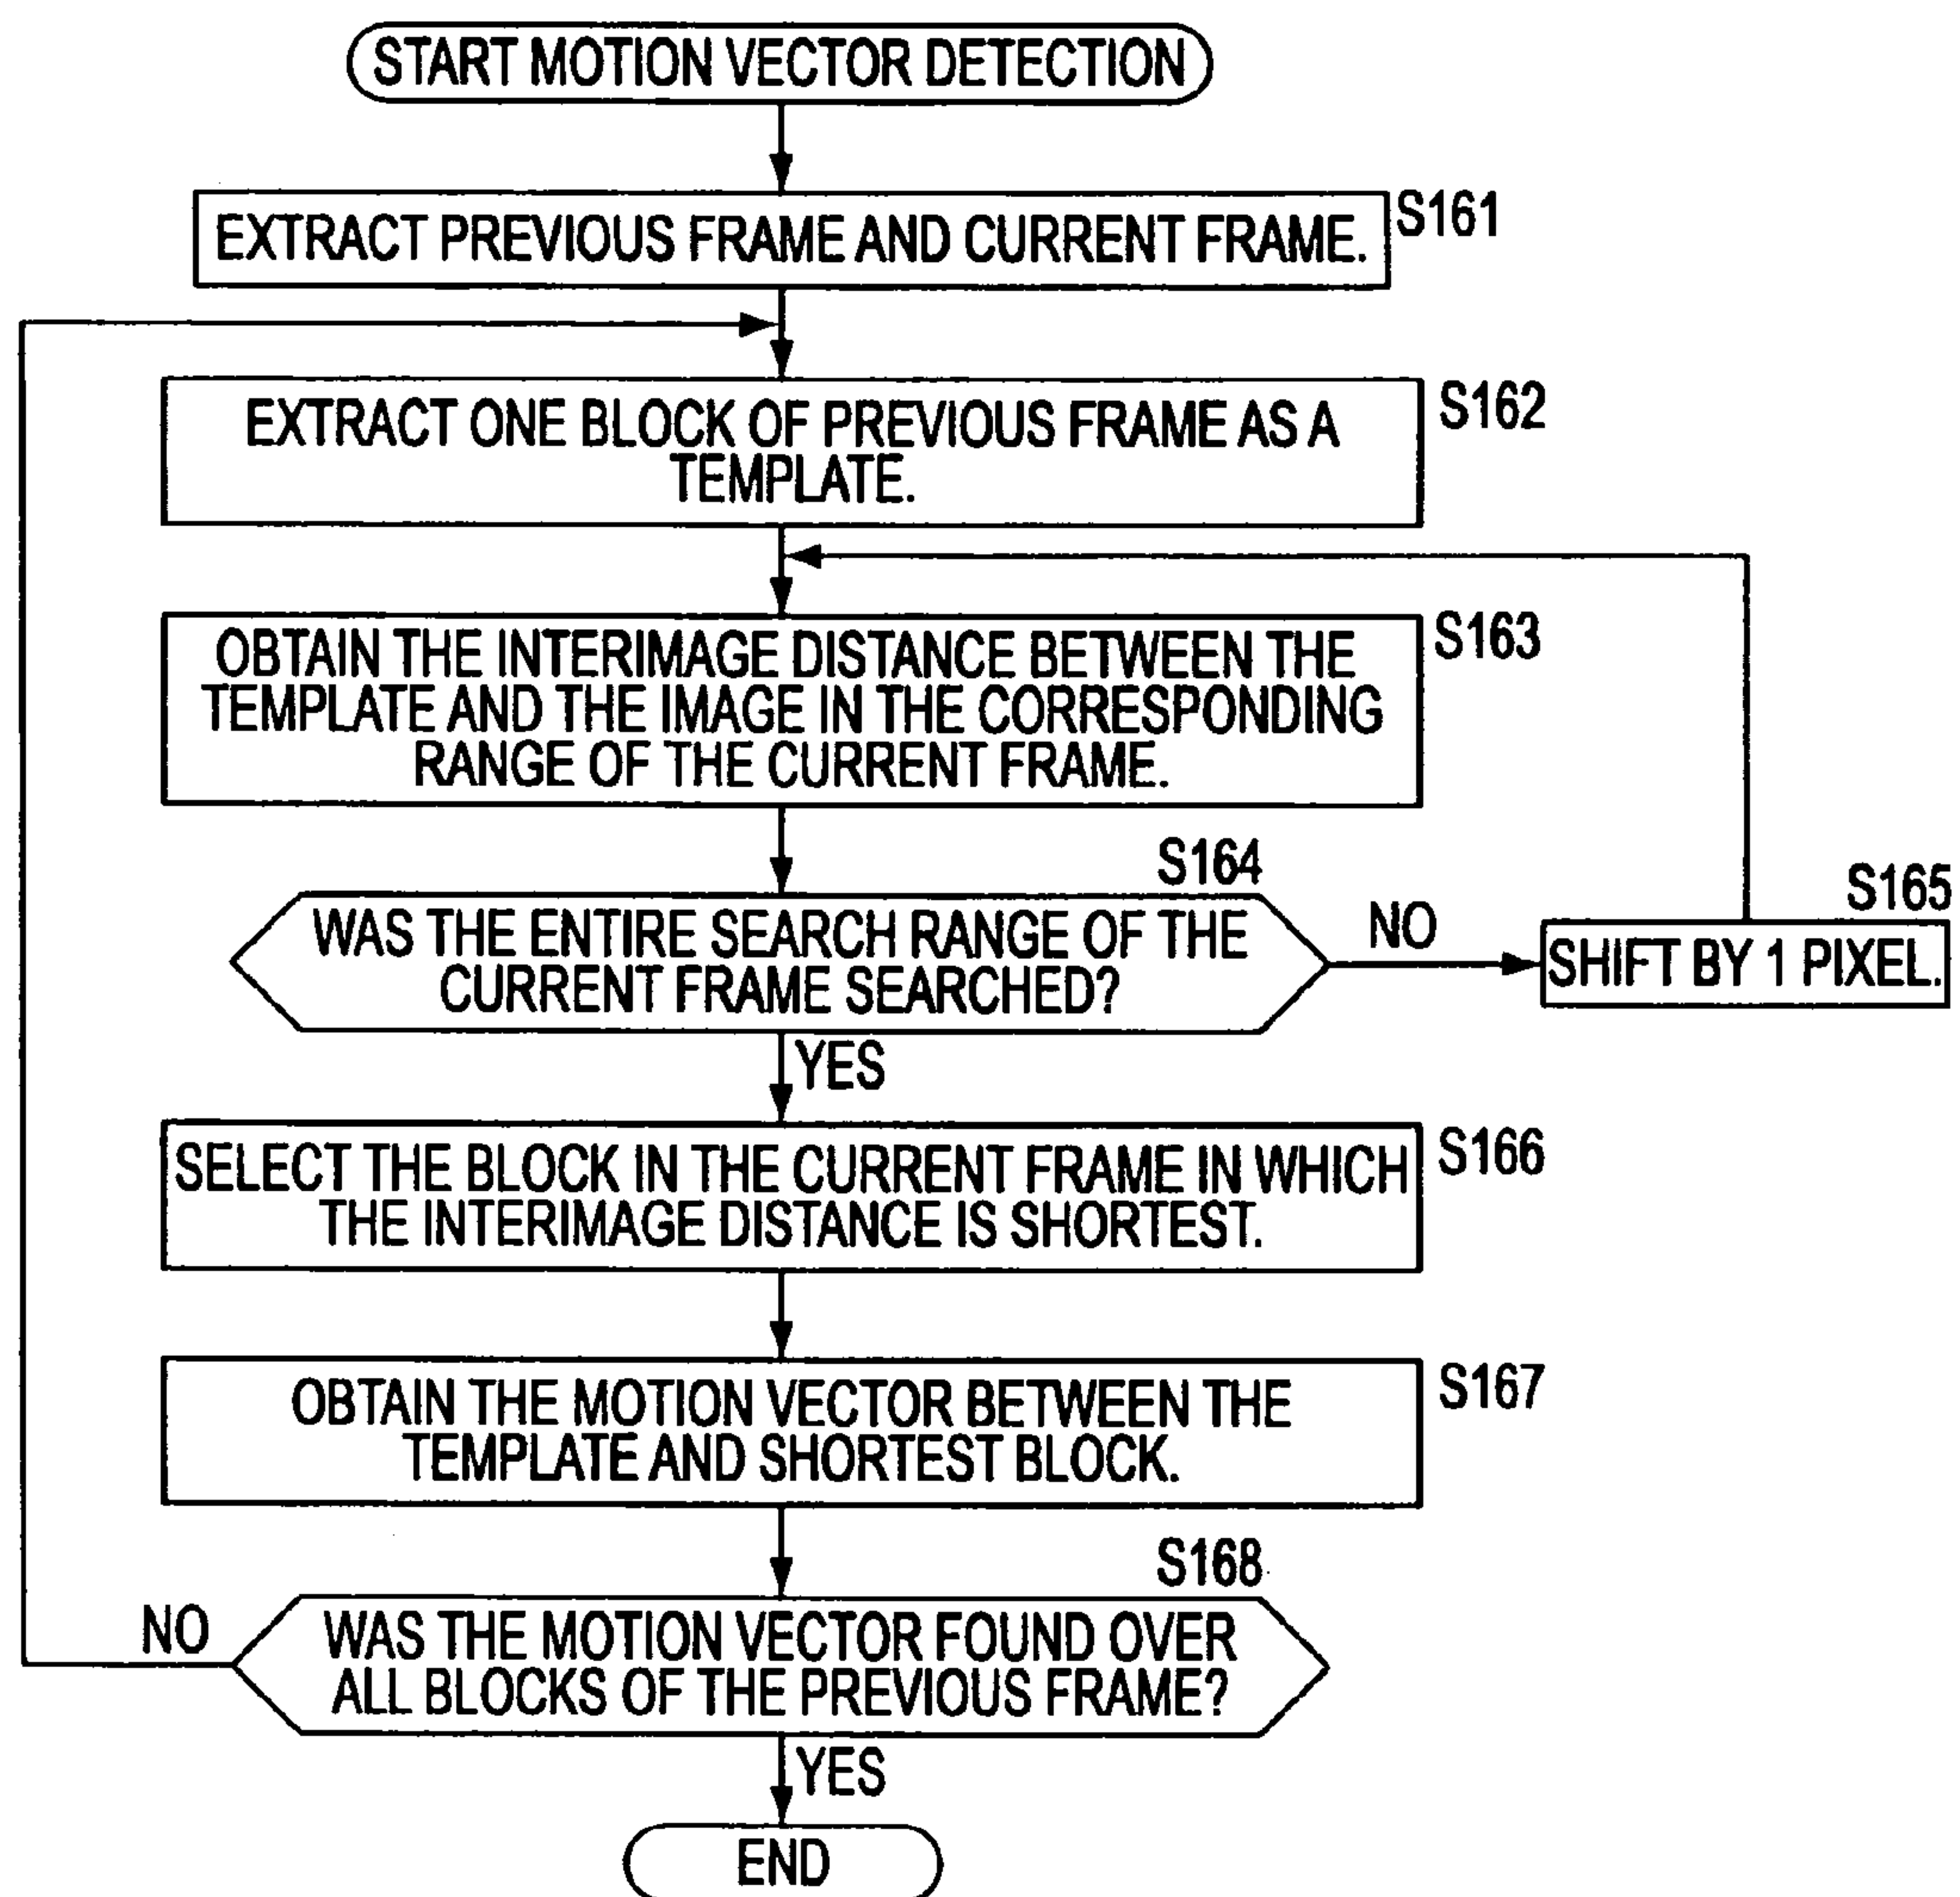 START MOTION VECTOR DETECTION
S161
EXTRACT PREVIOUS FRAME AND CURRENT FRAME.
S162
EXTRACT ONE BLOCK OF PREVIOUS FRAME AS A
TEMPLATE.
S163
OBTAIN THE INTERIMAGE DISTANCE BETWEEN THE
TEMPLATE AND THE IMAGE IN THE CORRESPONDING
RANGE OF THE CURRENT FRAME.
S164
WAS THE ENTIRE SEARCH RANGE OF THE
CURRENT FRAME SEARCHED?
NO
S165
SHIFT BY 1 PIXEL.
YES
S166
SELECT THE BLOCK IN THE CURRENT FRAME IN WHICH
THE INTERIMAGE DISTANCE IS SHORTEST.
S167
OBTAIN THE MOTION VECTOR BETWEEN THE
TEMPLATE AND SHORTEST BLOCK.
S168
NO
WAS THE MOTION VECTOR FOUND OVER
ALL BLOCKS OF THE PREVIOUS FRAME?
YES
END